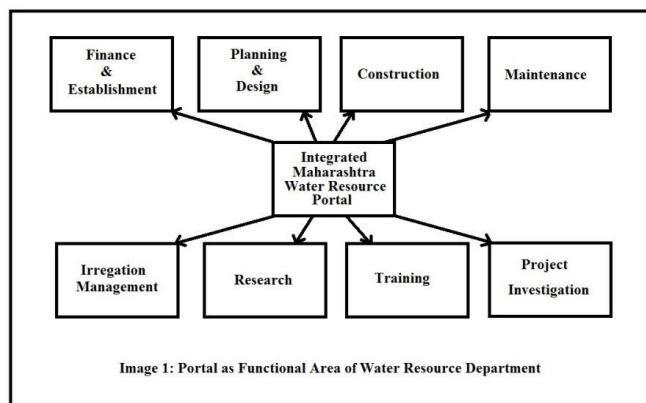 Finance
&
Establishment
Planning
&
Design
Construction
Maintenance
Integrated
Maharashtra
Water Resource
Portal
Irregation
Management
Research
Training
Project
Investigation
Image 1: Portal as Functional Area of Water Resource Department